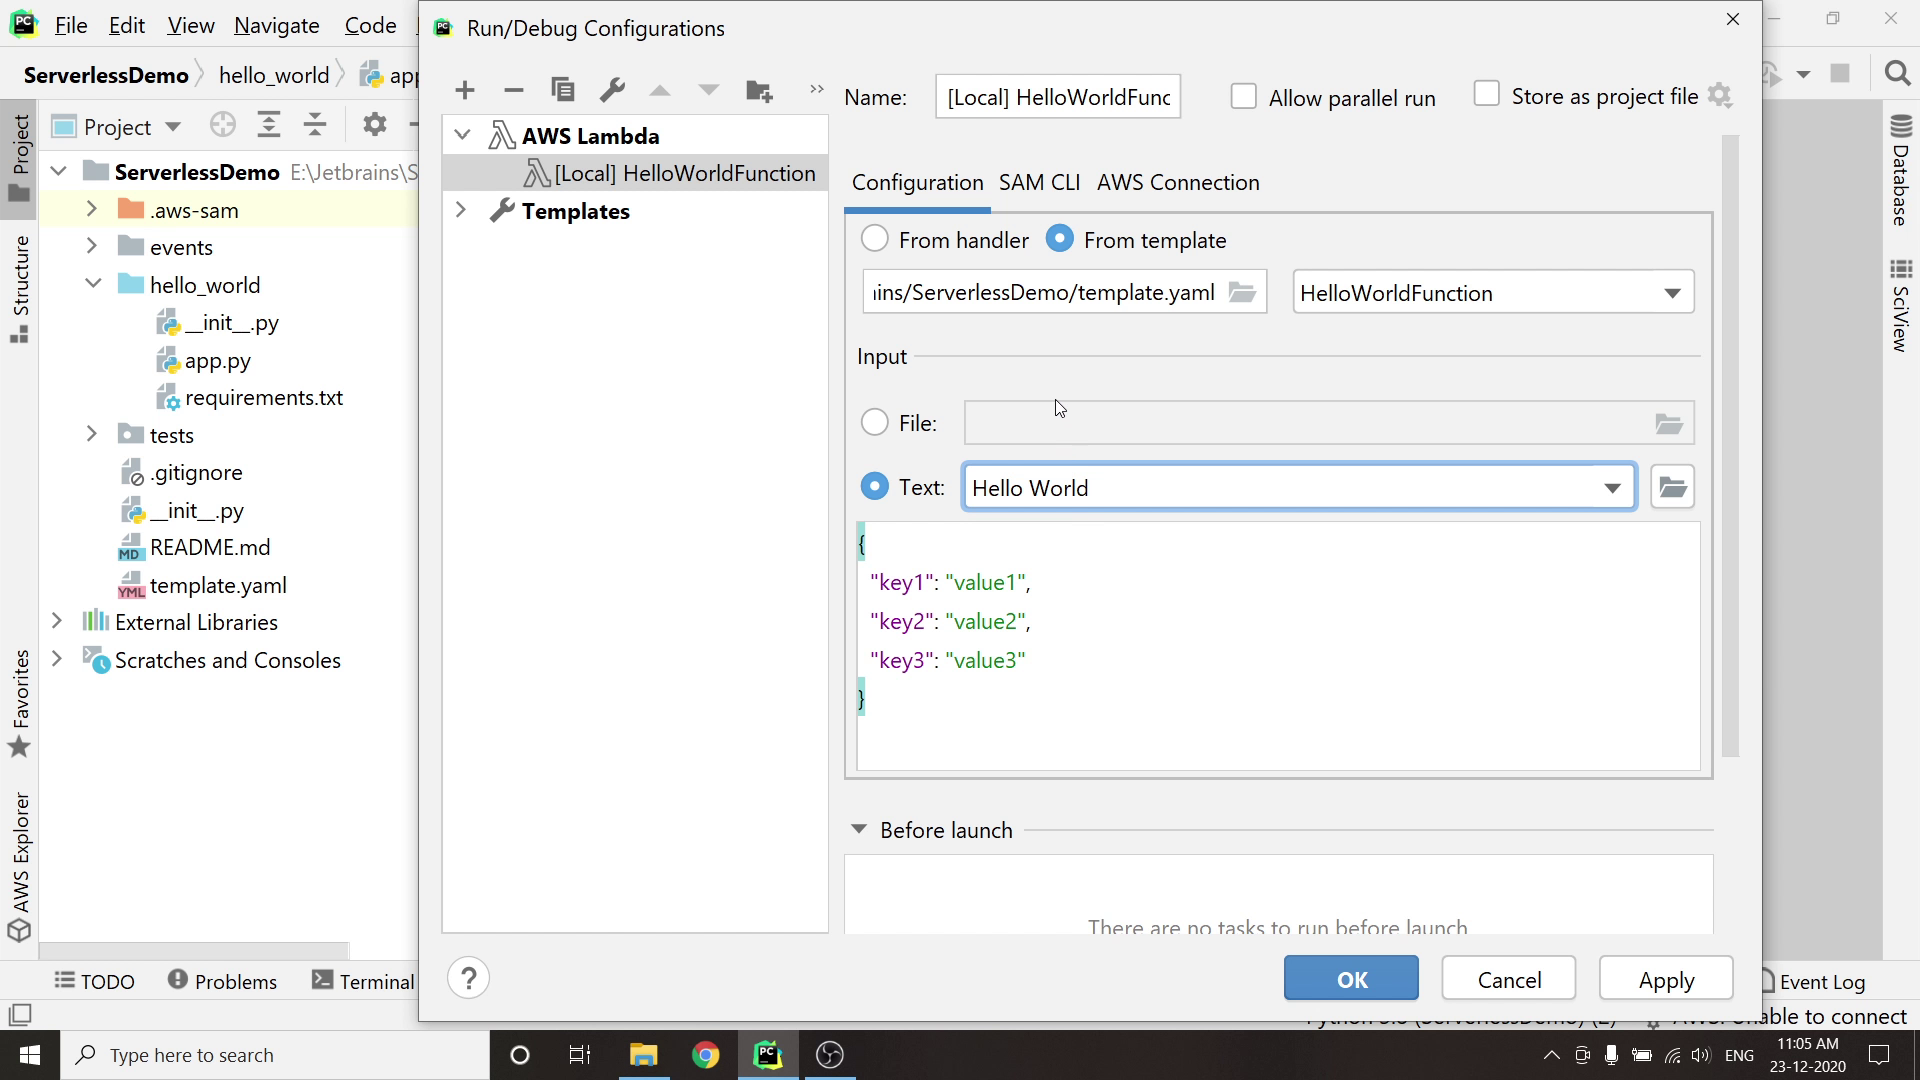 File Edit View Navigate Code
Run/Debug Configurations
ServerlessDemo hello_world
Name: [Local] HelloWorldFunc Allow parallel run Store as project file
Project
AWS Lambda
[Local] HelloWorldFunction
Templates
Configuration SAM CLI AWS Connection
From handler From template
ins/ServerlessDemo/template.yaml HelloWorldFunction
Input
File:
Text: Hello World
{
"key1": "value1",
"key2": "value2",
"key3": "value3"
}
Before launch
There are no tasks to run before launch
? OK Cancel Apply
ServerlessDemo E:\Jetbrains\S
.aws-sam
events
hello_world
__init__.py
app.py
requirements.txt
tests
.gitignore
__init__.py
MD README.md
YML template.yaml
External Libraries
Scratches and Consoles
Project
Structure
Favorites
AWS Explorer
Database
SciView
TODO Problems Terminal Event Log
able to connect
Type here to search
ENG
11:05 AM
23-12-2020